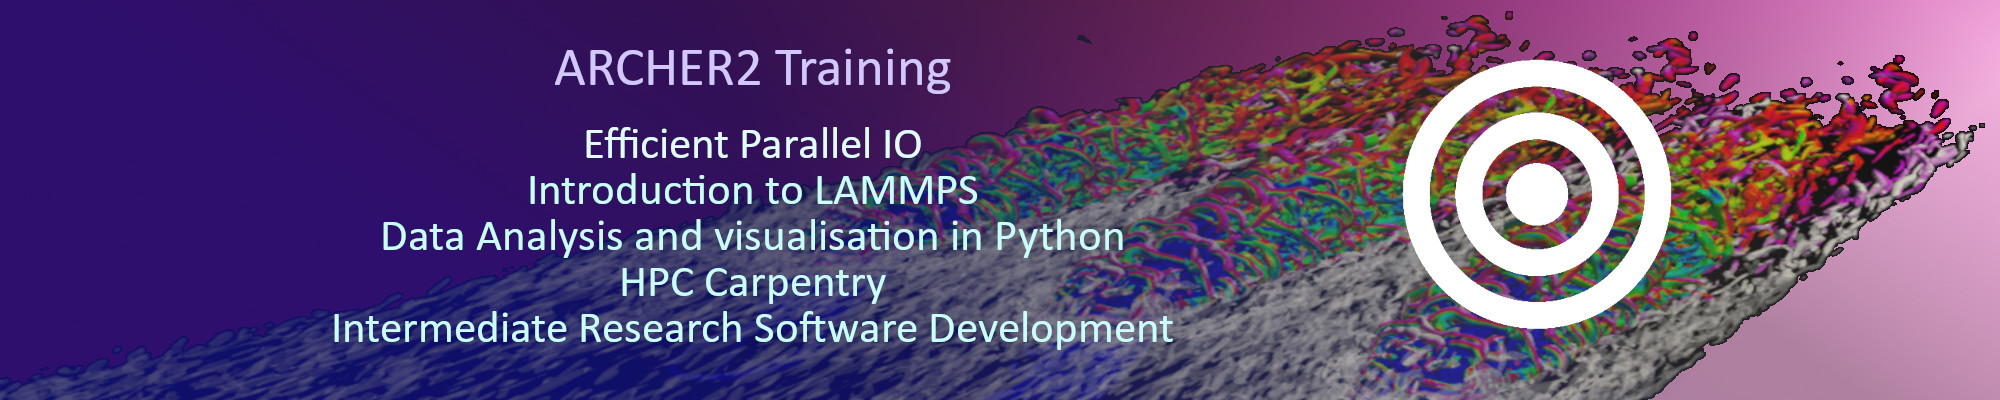 ARCHER2 Training
Efficient Parallel IO
Introduction to LAMMPS
Data Analysis and visualisation in Python
HPC Carpentry
Intermediate Research Software Development